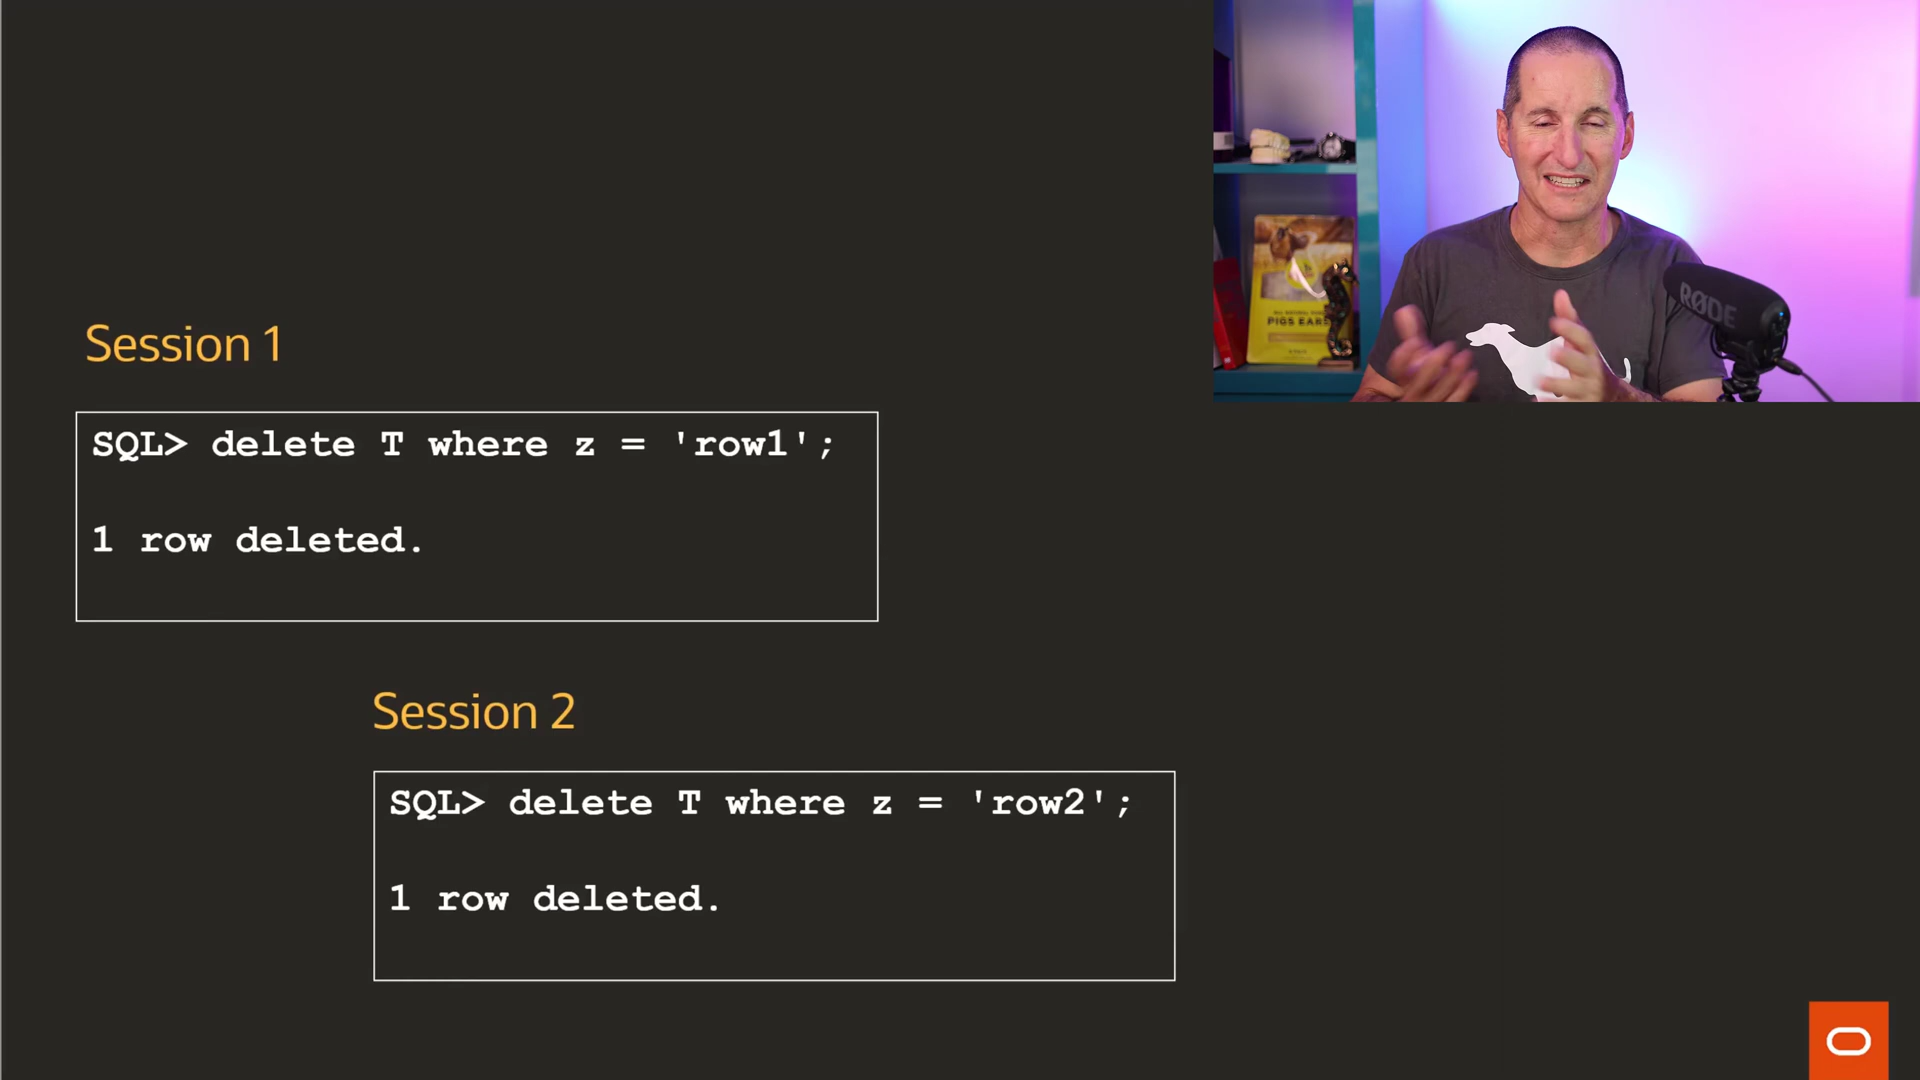 Session 1
SQL> delete T where z = 'row1';
1 row deleted.
Session 2
SQL> delete T where z = 'row2';
1 row deleted.
RØDE
PIGS EARS